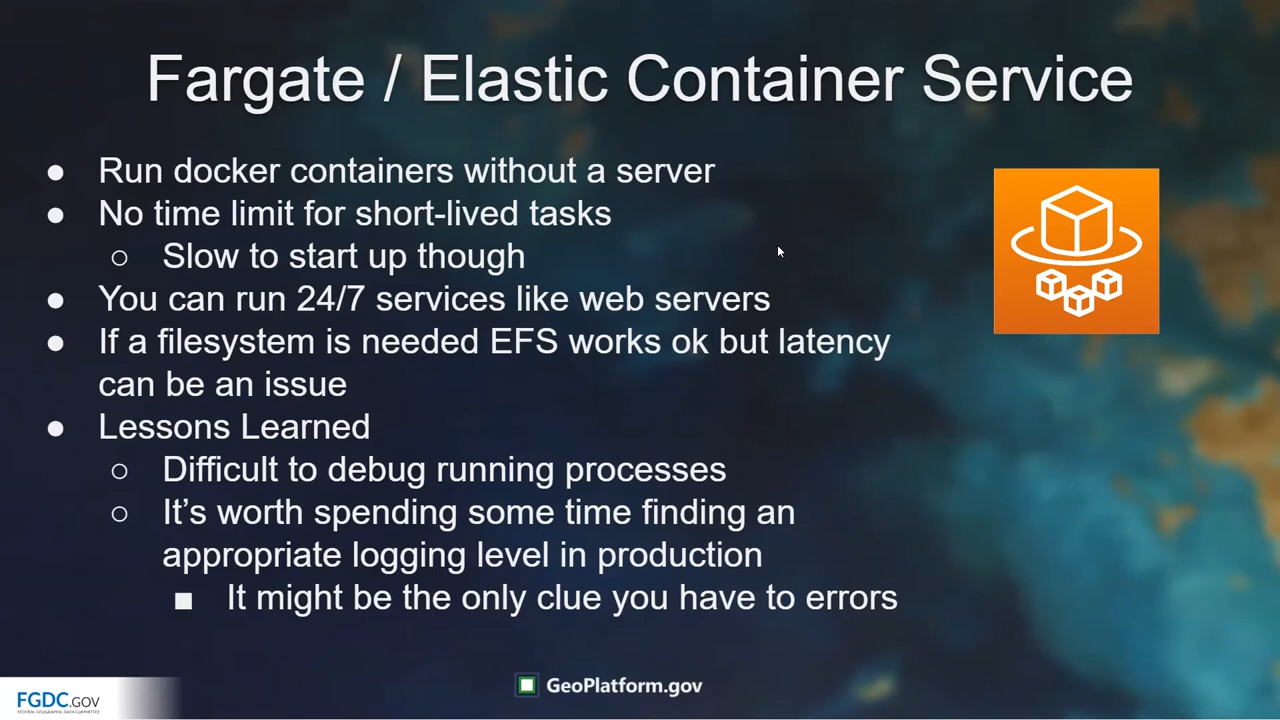 Fargate / Elastic Container Service
● Run docker containers without a server
● No time limit for short-lived tasks
○ Slow to start up though
● You can run 24/7 services like web servers
● If a filesystem is needed EFS works ok but latency
can be an issue
● Lessons Learned
○ Difficult to debug running processes
○ It’s worth spending some time finding an
appropriate logging level in production
■ It might be the only clue you have to errors
GeoPlatform.gov
FGDC.GOV
FEDERAL GEOGRAPHIC DATA COMMITTEE